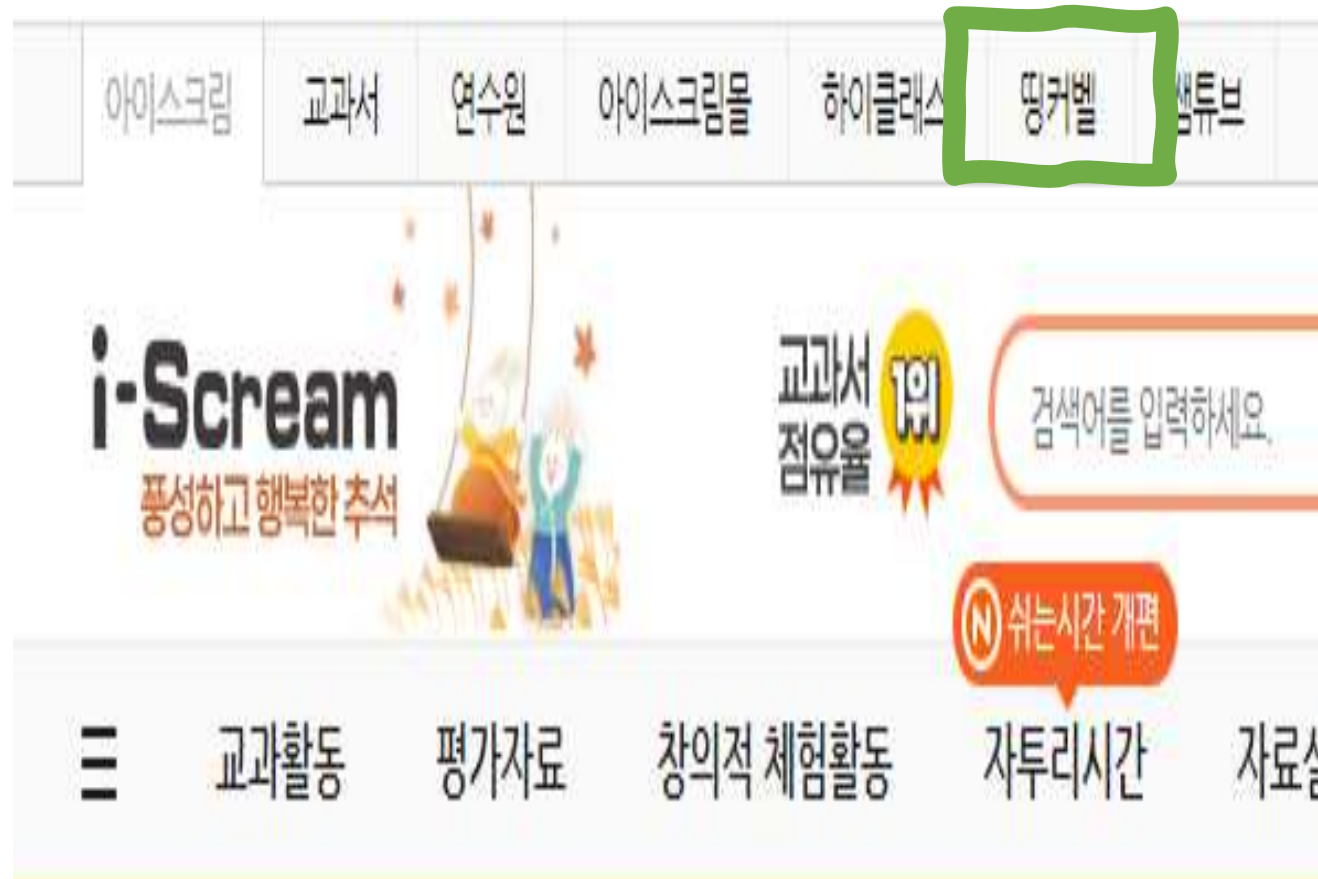 아이스크림 교과서 연수원 아이스크림몰 하이클래스 띵커벨 쌤튜브
i-Scream
풍성하고 행복한 추석
교과서
점유율
1위
검색어를 입력하세요.
N 쉬는시간 개편
교과활동 평가자료 창의적 체험활동 자투리시간